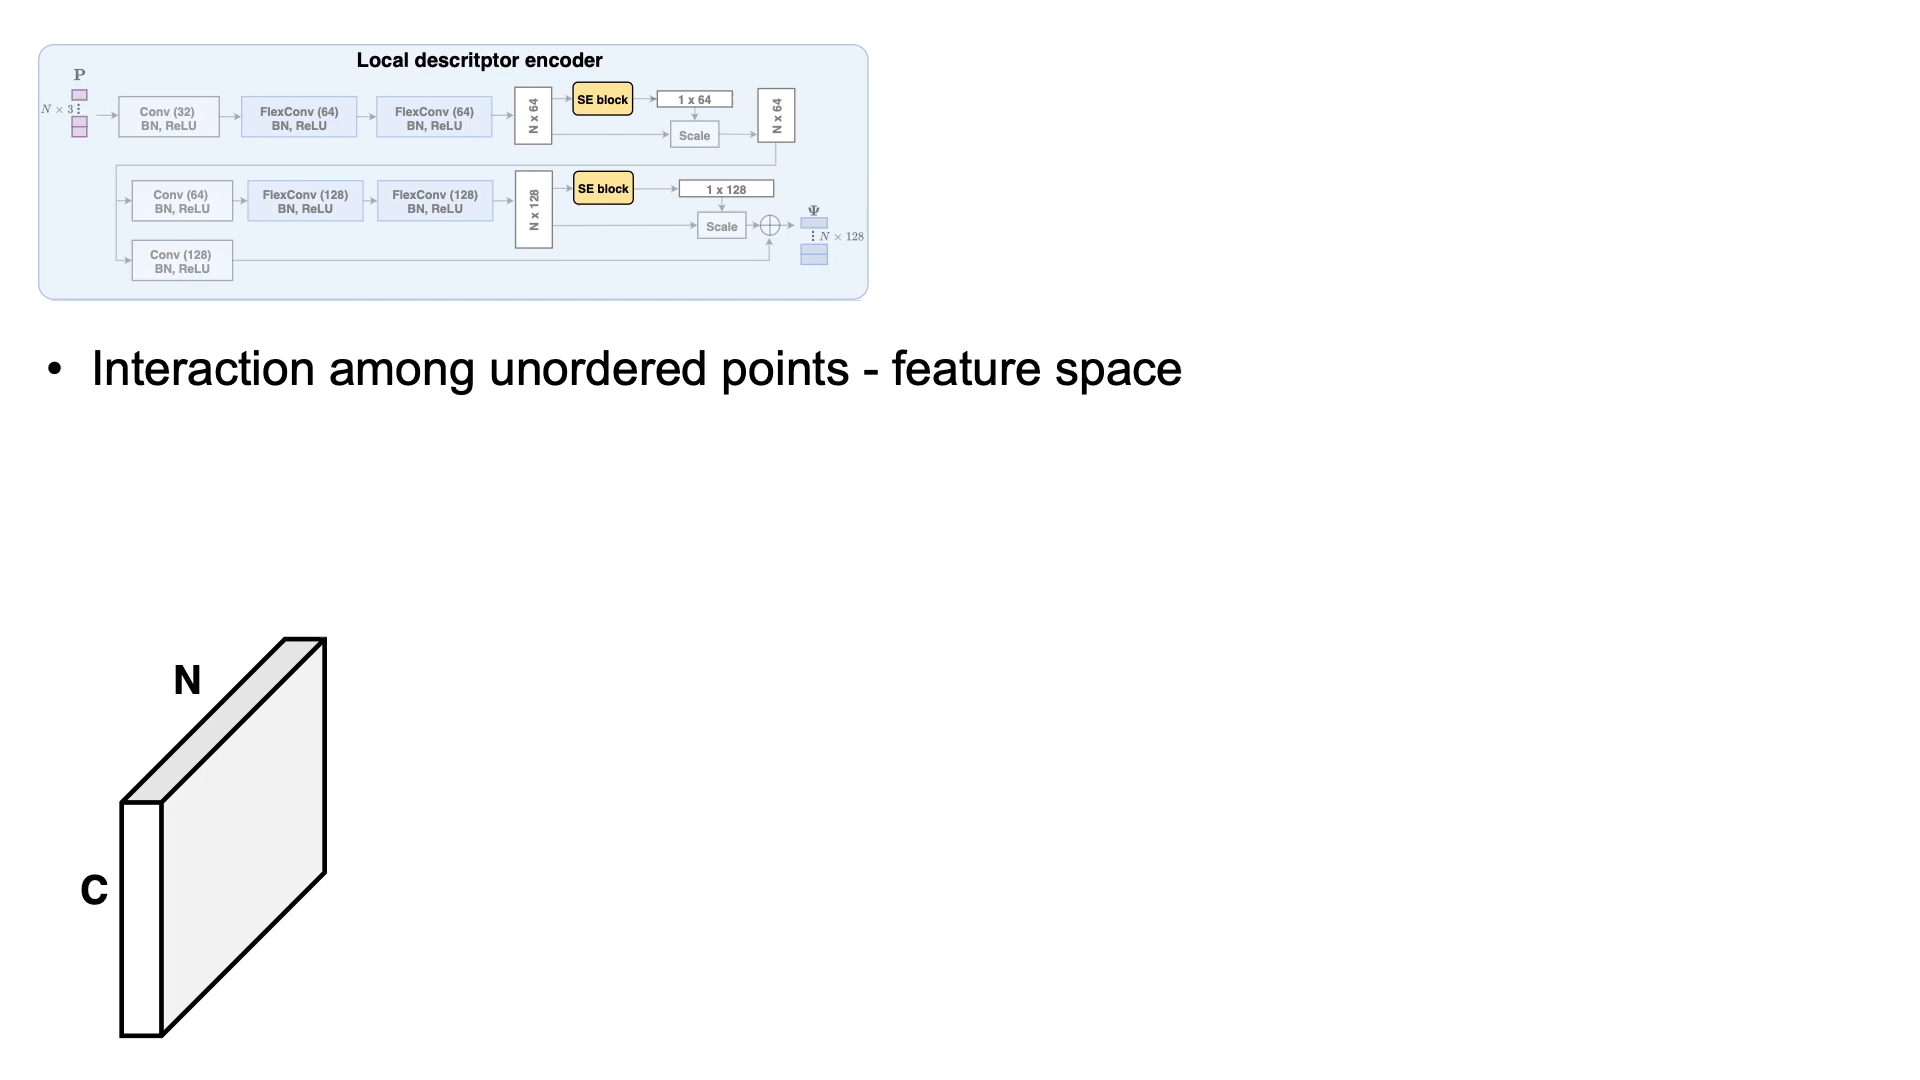 Local descritptor encoder
P
N × 3
Conv (32)
BN, ReLU
FlexConv (64)
BN, ReLU
FlexConv (64)
BN, ReLU
N x 64
SE block
1 x 64
Scale
N x 64
Conv (64)
BN, ReLU
FlexConv (128)
BN, ReLU
FlexConv (128)
BN, ReLU
N x 128
SE block
1 x 128
Scale
Ψ
N × 128
Conv (128)
BN, ReLU
• Interaction among unordered points - feature space
N
C